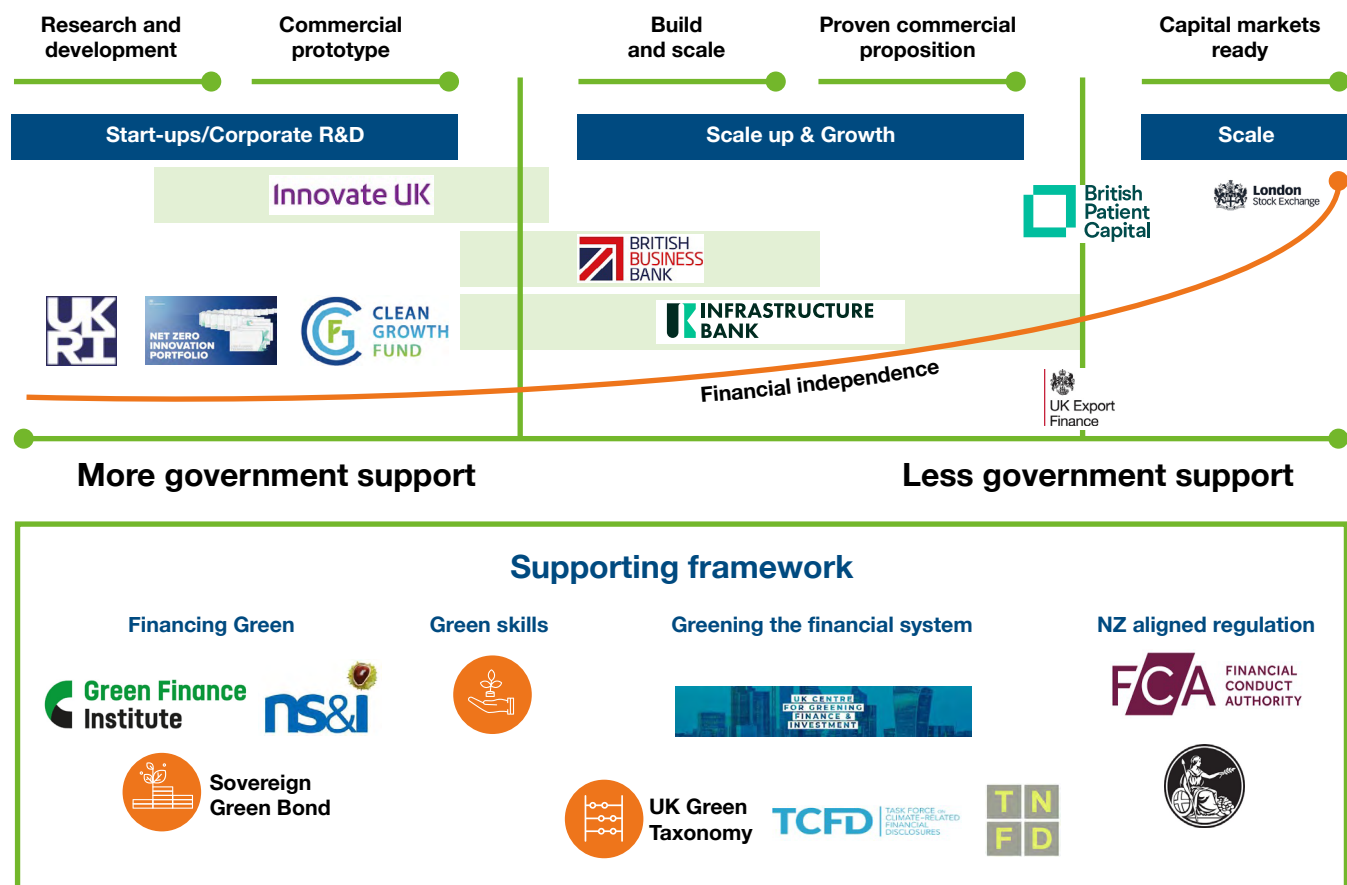 Research and
development
Commercial
prototype
Build
and scale
Proven commercial
proposition
Capital markets
ready
Start-ups/Corporate R&D
Scale up & Growth
Scale
Innovate UK
British
Patient
Capital
London
Stock Exchange
BRITISH
BUSINESS
BANK
UK
RI
NET ZERO
INNOVATION
PORTFOLIO
CGF
CLEAN
GROWTH
FUND
UK INFRASTRUCTURE
BANK
Financial independence
UK Export
Finance
More government support
Less government support
Supporting framework
Financing Green
Green skills
Greening the financial system
NZ aligned regulation
Green Finance
Institute
ns&i
UK CENTRE
FOR GREENING
FINANCE &
INVESTMENT
FCA
FINANCIAL
CONDUCT
AUTHORITY
Sovereign
Green Bond
UK Green
Taxonomy
TCFD
TASK FORCE ON
CLIMATE-RELATED
FINANCIAL
DISCLOSURES
TN
FD